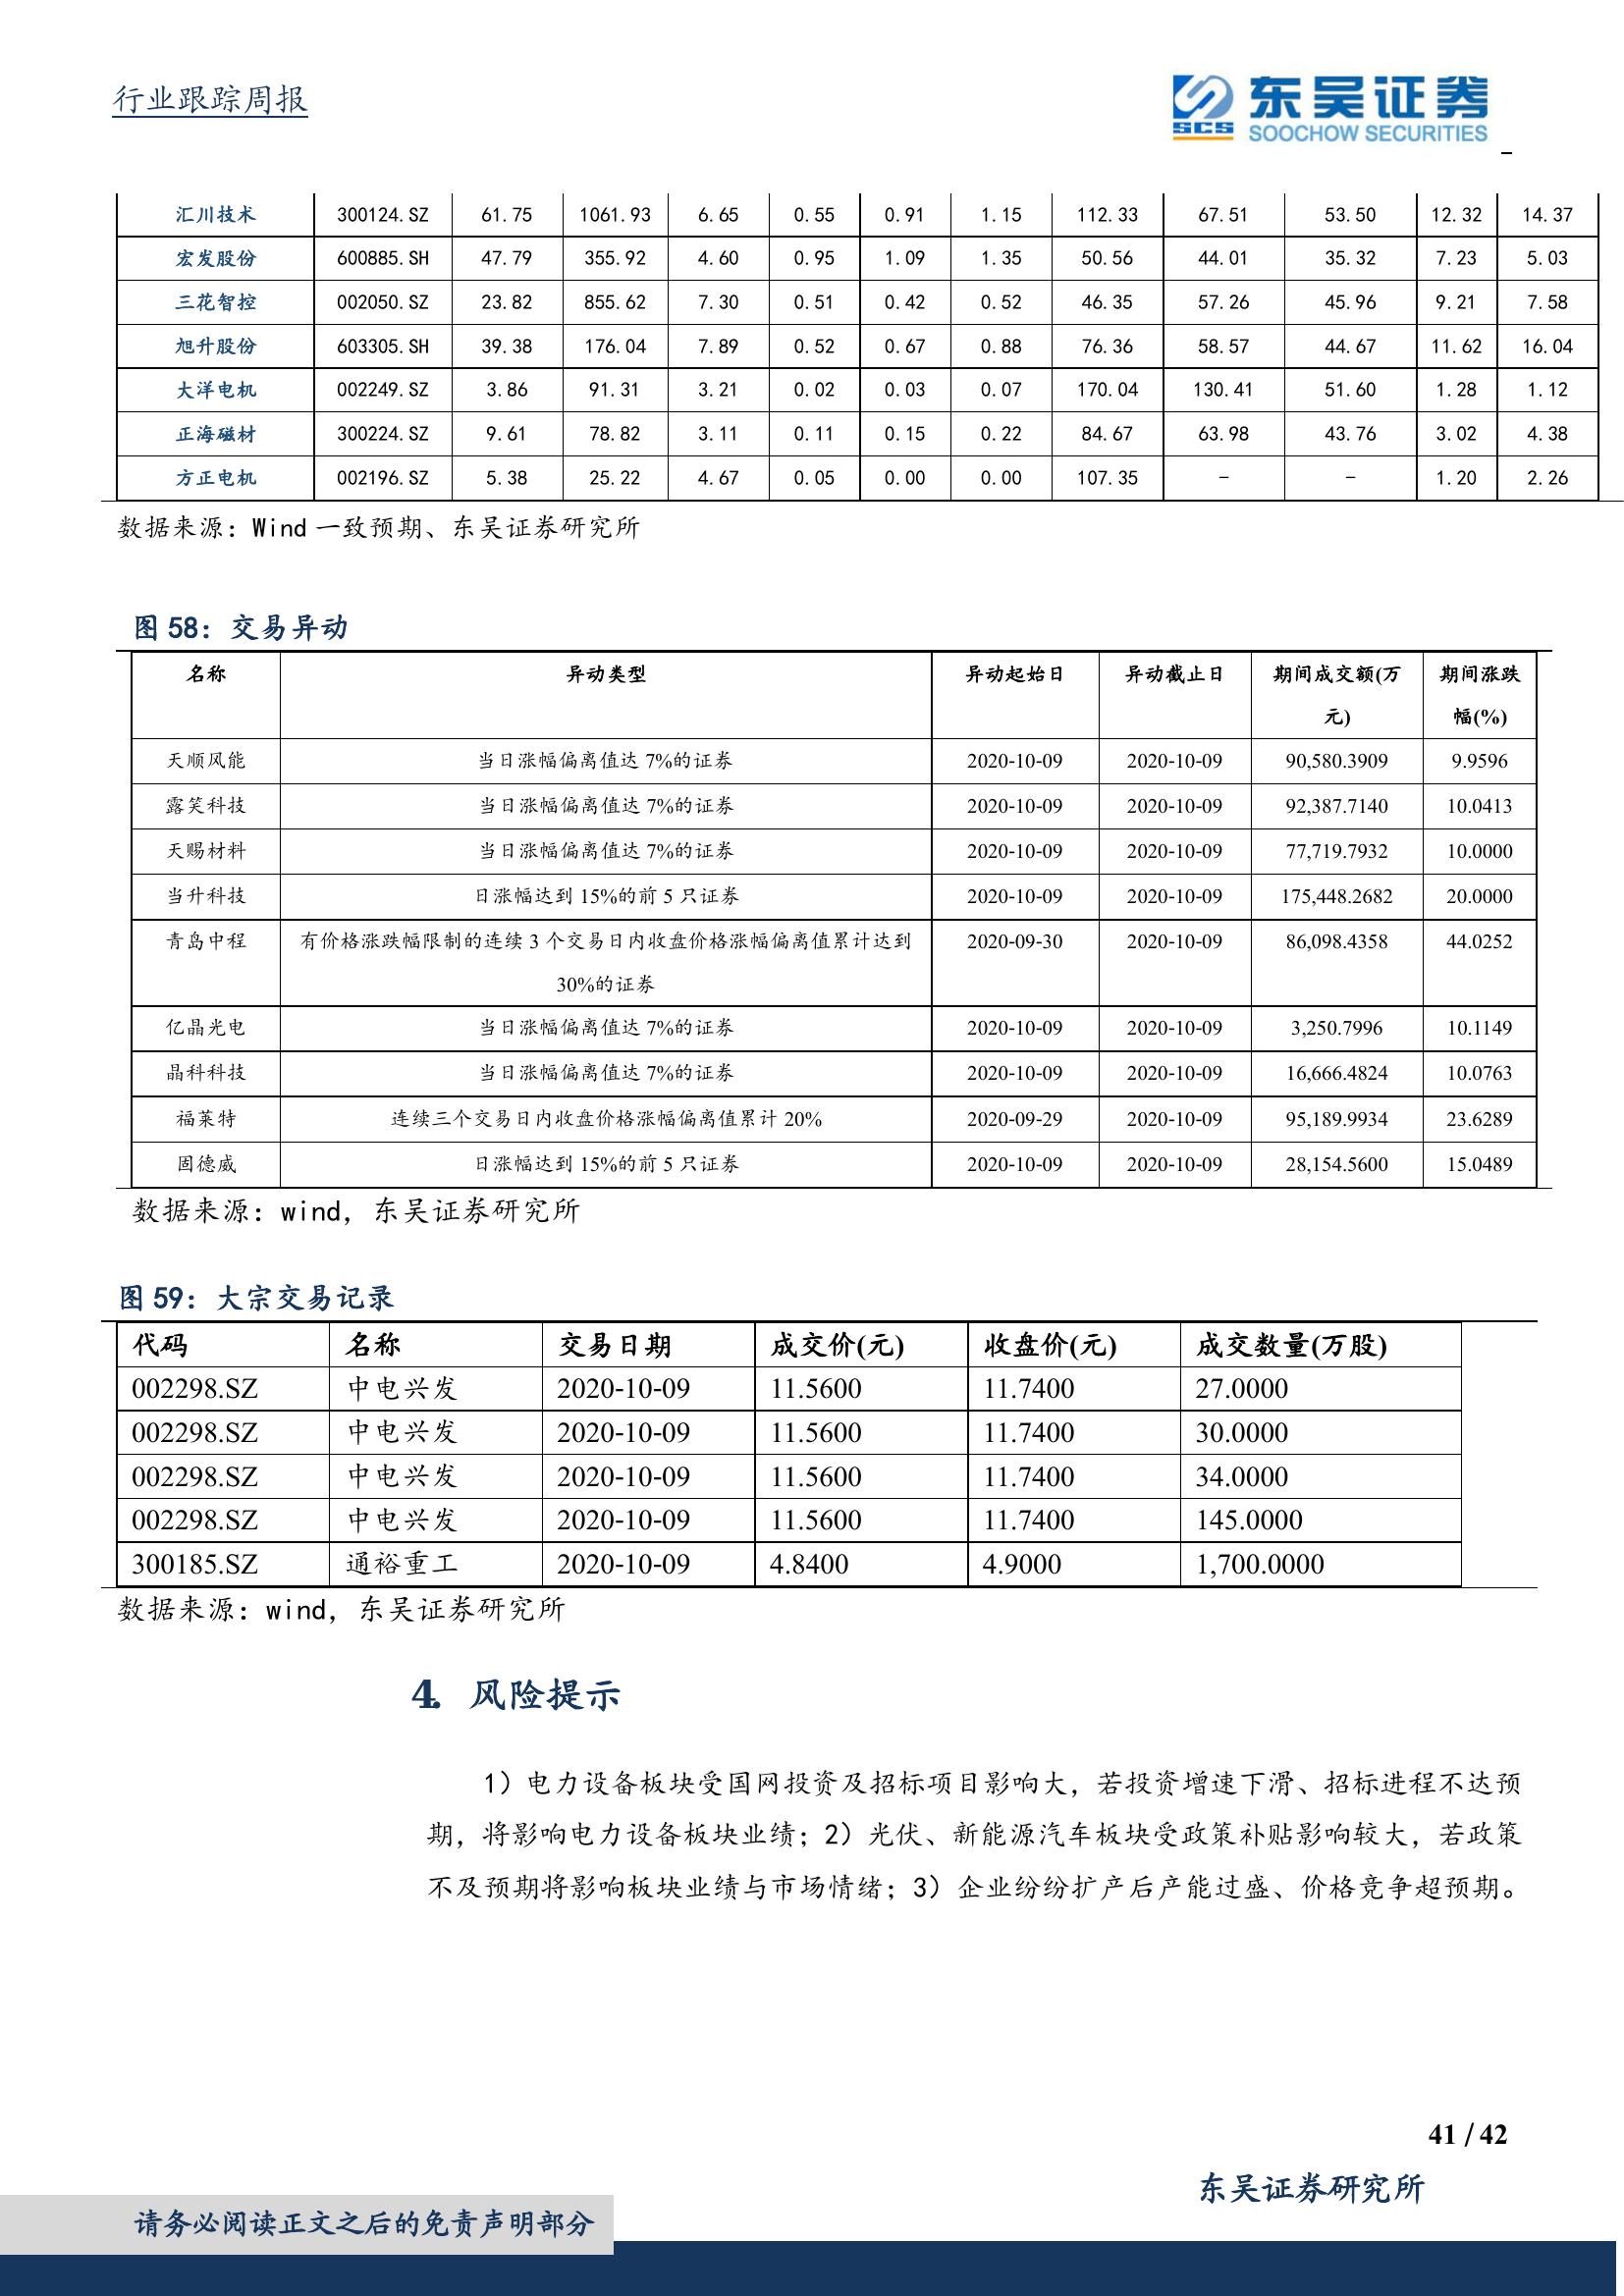 行业跟踪周报
SCS 东吴证券
SOOCHOW SECURITIES
汇川技术 300124.SZ 61.75 1061.93 6.65 0.55 0.91 1.15 112.33 67.51 53.50 12.32 14.37
宏发股份 600885.SH 47.79 355.92 4.60 0.95 1.09 1.35 50.56 44.01 35.32 7.23 5.03
三花智控 002050.SZ 23.82 855.62 7.30 0.51 0.42 0.52 46.35 57.26 45.96 9.21 7.58
旭升股份 603305.SH 39.38 176.04 7.89 0.52 0.67 0.88 76.36 58.57 44.67 11.62 16.04
大洋电机 002249.SZ 3.86 91.31 3.21 0.02 0.03 0.07 170.04 130.41 51.60 1.28 1.12
正海磁材 300224.SZ 9.61 78.82 3.11 0.11 0.15 0.22 84.67 63.98 43.76 3.02 4.38
方正电机 002196.SZ 5.38 25.22 4.67 0.05 0.00 0.00 107.35 - - 1.20 2.26
数据来源：Wind 一致预期、东吴证券研究所
图 58：交易异动
名称 异动类型 异动起始日 异动截止日 期间成交额(万 期间涨跌
元) 幅(%)
天顺风能 当日涨幅偏离值达 7%的证券 2020-10-09 2020-10-09 90,580.3909 9.9596
露笑科技 当日涨幅偏离值达 7%的证券 2020-10-09 2020-10-09 92,387.7140 10.0413
天赐材料 当日涨幅偏离值达 7%的证券 2020-10-09 2020-10-09 77,719.7932 10.0000
当升科技 日涨幅达到 15%的前 5 只证券 2020-10-09 2020-10-09 175,448.2682 20.0000
青岛中程 有价格涨跌幅限制的连续 3 个交易日内收盘价格涨幅偏离值累计达到 2020-09-30 2020-10-09 86,098.4358 44.0252
30%的证券
亿晶光电 当日涨幅偏离值达 7%的证券 2020-10-09 2020-10-09 3,250.7996 10.1149
晶科科技 当日涨幅偏离值达 7%的证券 2020-10-09 2020-10-09 16,666.4824 10.0763
福莱特 连续三个交易日内收盘价格涨幅偏离值累计 20% 2020-09-29 2020-10-09 95,189.9934 23.6289
固德威 日涨幅达到 15%的前 5 只证券 2020-10-09 2020-10-09 28,154.5600 15.0489
数据来源：wind，东吴证券研究所
图 59：大宗交易记录
代码 名称 交易日期 成交价(元) 收盘价(元) 成交数量(万股)
002298.SZ 中电兴发 2020-10-09 11.5600 11.7400 27.0000
002298.SZ 中电兴发 2020-10-09 11.5600 11.7400 30.0000
002298.SZ 中电兴发 2020-10-09 11.5600 11.7400 34.0000
002298.SZ 中电兴发 2020-10-09 11.5600 11.7400 145.0000
300185.SZ 通裕重工 2020-10-09 4.8400 4.9000 1,700.0000
数据来源：wind，东吴证券研究所
4. 风险提示
1）电力设备板块受国网投资及招标项目影响大，若投资增速下滑、招标进程不达预
期，将影响电力设备板块业绩；2）光伏、新能源汽车板块受政策补贴影响较大，若政策
不及预期将影响板块业绩与市场情绪；3）企业纷纷扩产后产能过盛、价格竞争超预期。
41 / 42
东吴证券研究所
请务必阅读正文之后的免责声明部分